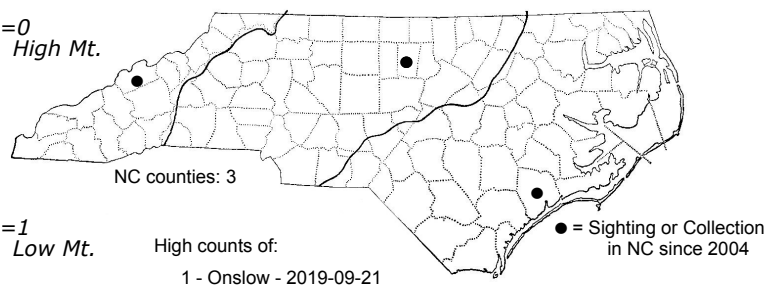 =0
High Mt.
NC counties: 3
=1
Low Mt.
High counts of:
1 - Onslow - 2019-09-21
● = Sighting or Collection
in NC since 2004